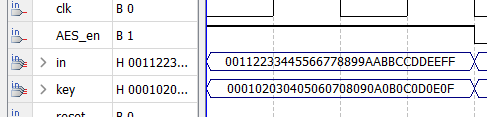 clk B 0
AES_en B 1
in H 0011223... 00112233445566778899AABBCCDDEEFF
key H 0001020... 000102030405060708090A0B0C0D0E0F
reset B 0